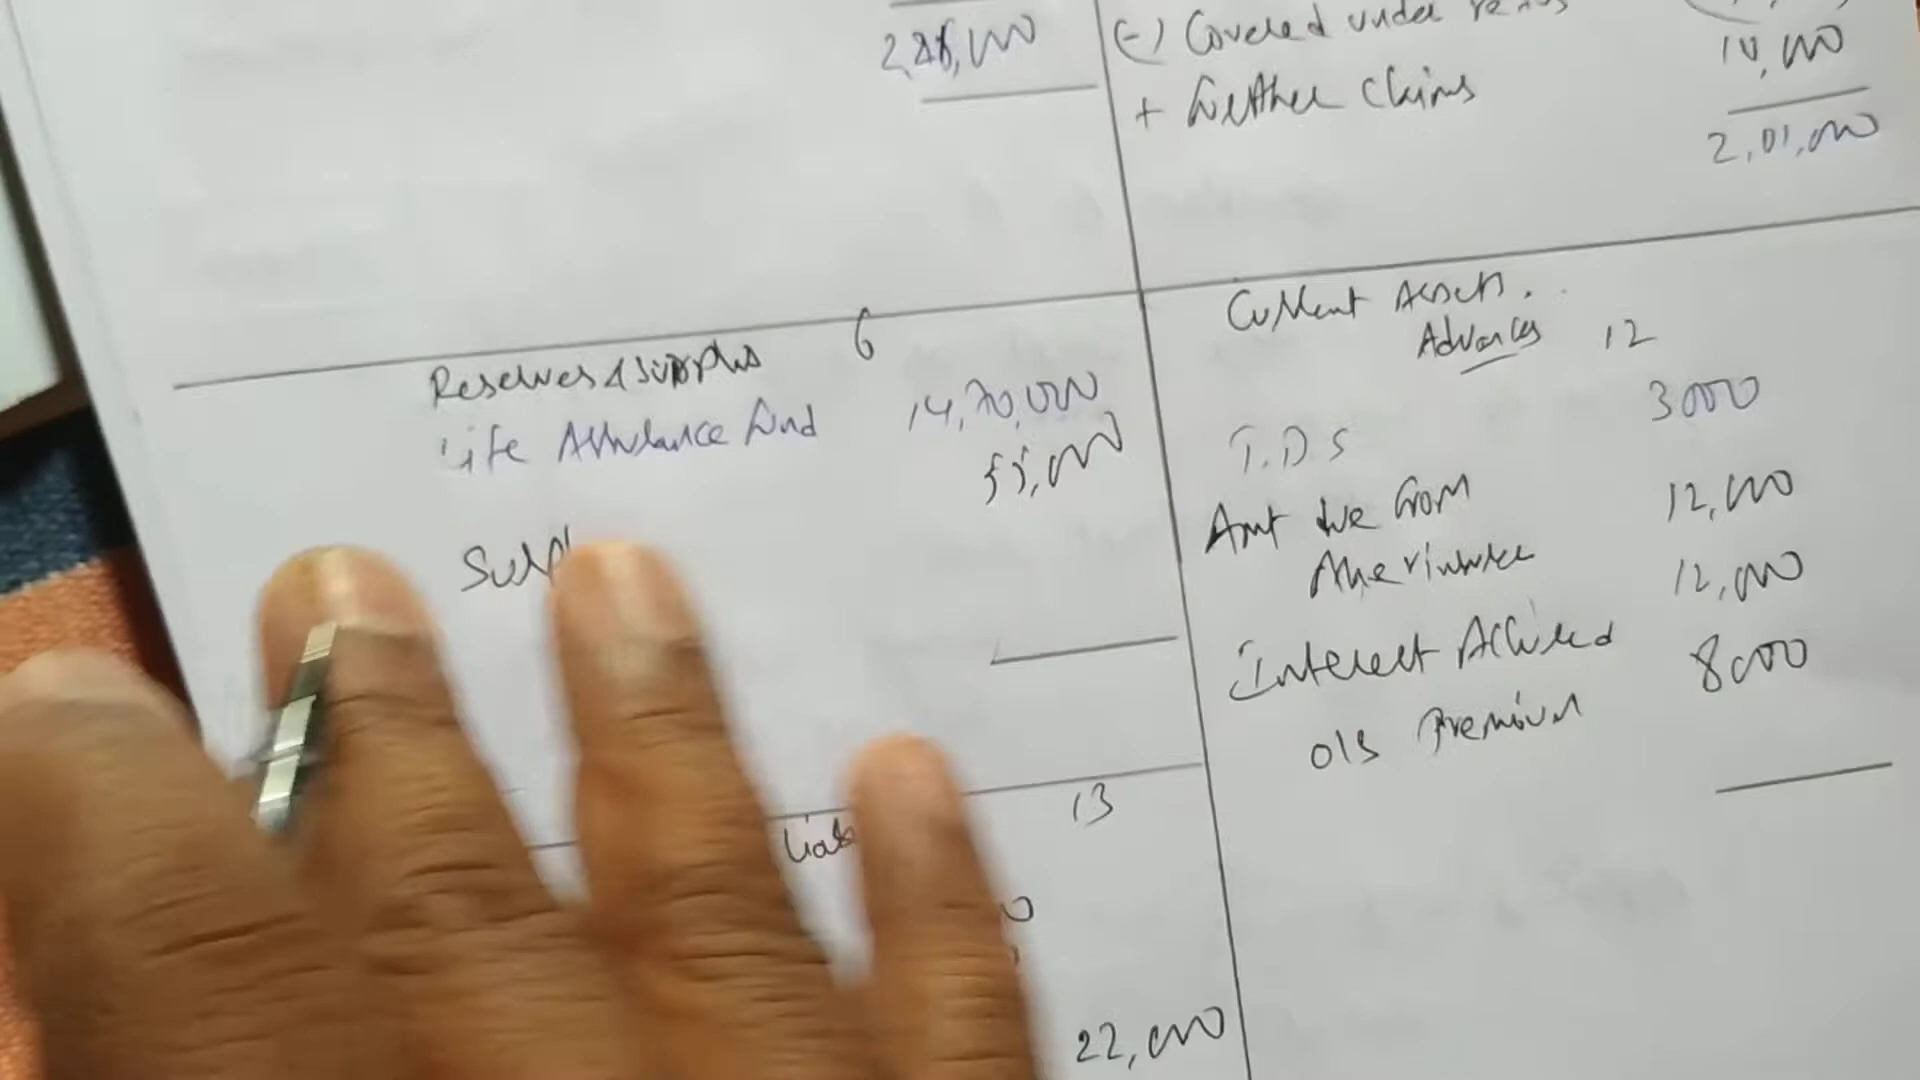 2,28,000
(-) Covered under
+ further claims
10,000
2,01,000
Reserves & Surplus 6
Life Assurance fund 14,70,000
55,000
Current Assets.
Advances 12
T.D.S 3000
Amt due from 12,000
Interest Accrued 12,000
O/S Premium 8000
13
22,000